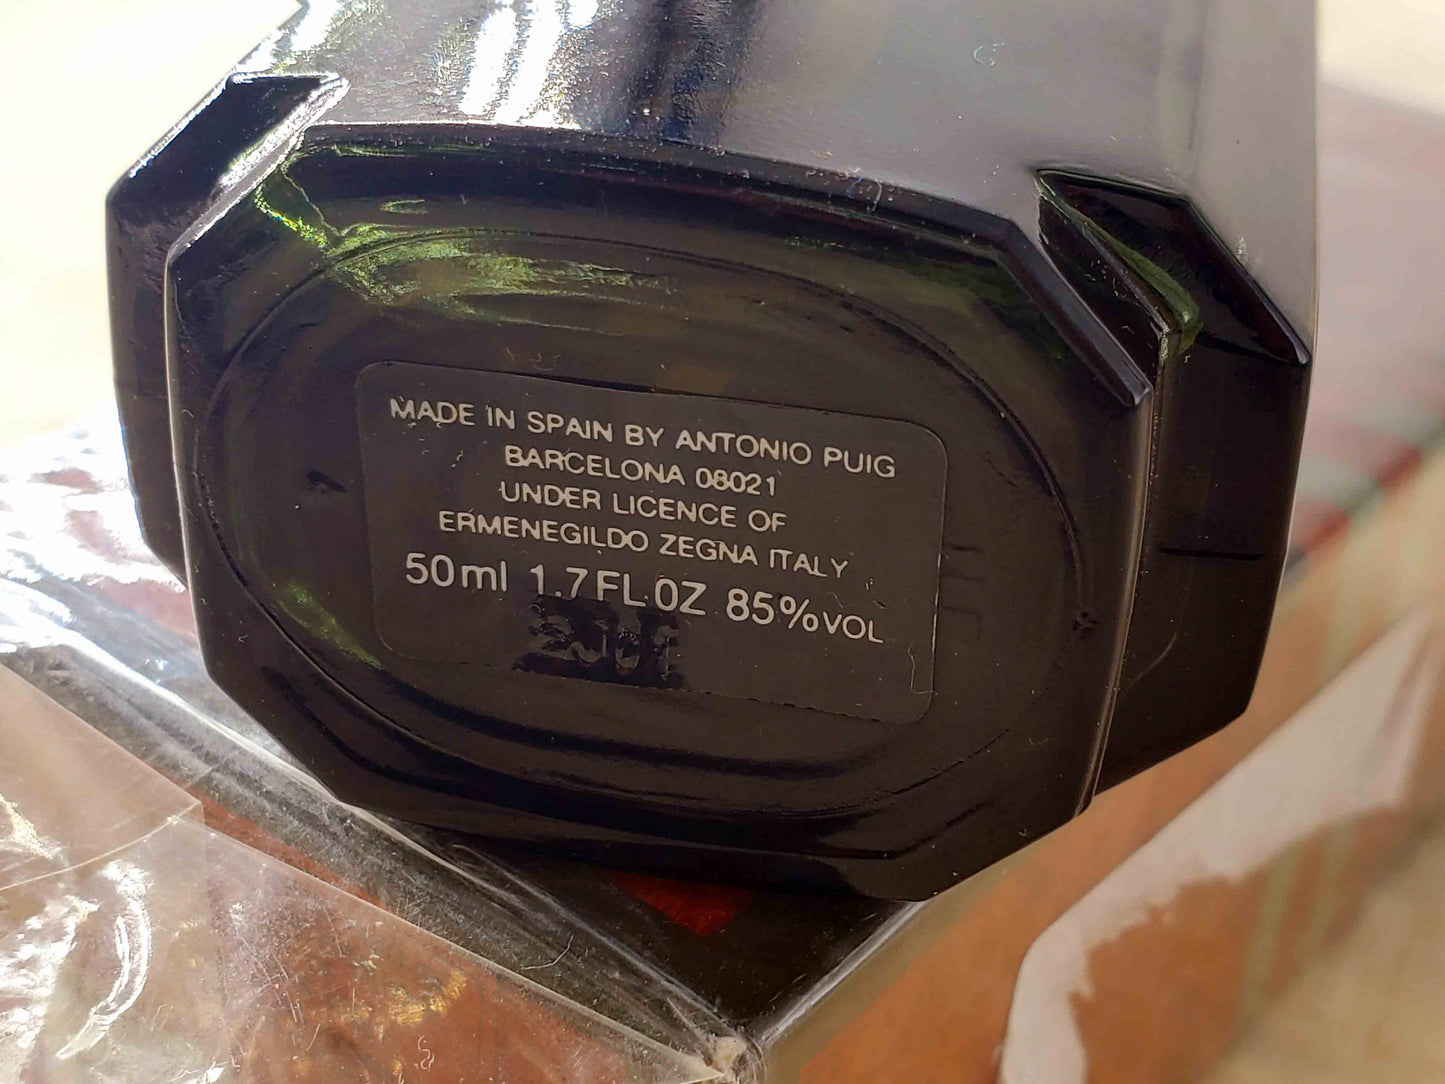 MADE IN SPAIN BY ANTONIO PUIG
BARCELONA 08021
UNDER LICENCE OF
ERMENEGILDO ZEGNA ITALY
50ml 1.7FL OZ 85%VOL